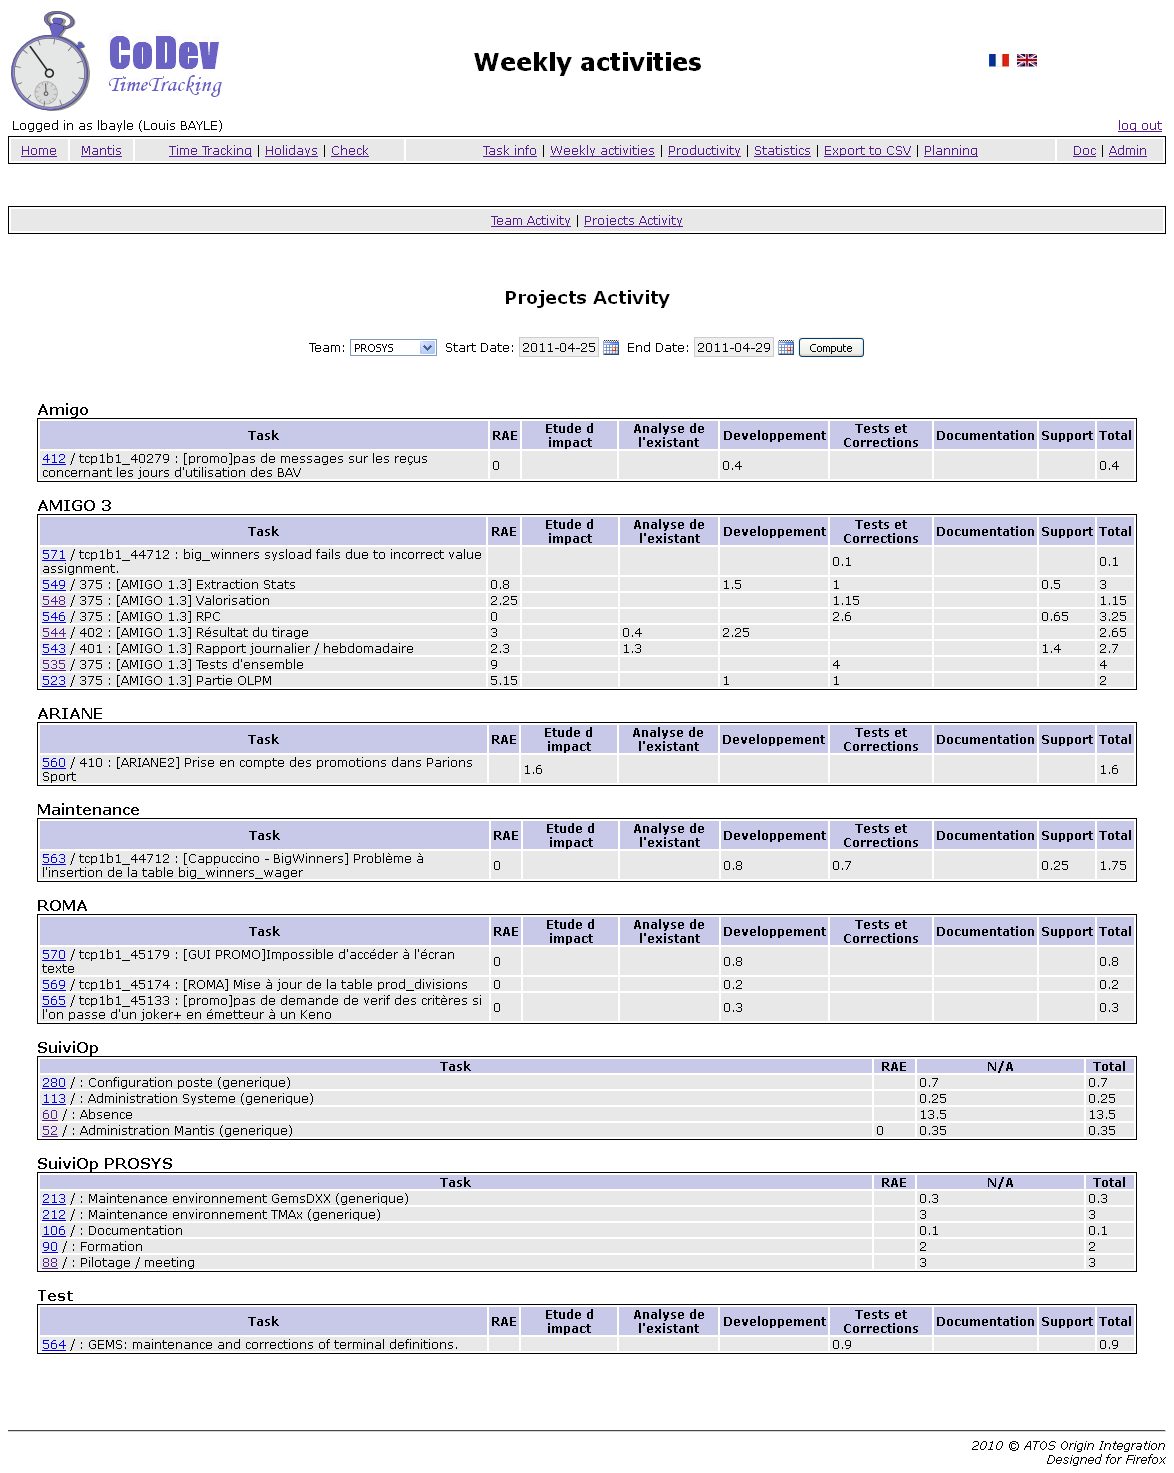 CoDev
TimeTracking
Weekly activities
Logged in as lbayle (Louis BAYLE)
log out
Home Mantis Time Tracking | Holidays | Check Task info | Weekly activities | Productivity | Statistics | Export to CSV | Planning Doc | Admin
Team Activity | Projects Activity
Projects Activity
Team: PROSYS Start Date: 2011-04-25 End Date: 2011-04-29 Compute
Amigo
Task RAE Etude d impact Analyse de l'existant Developpement Tests et Corrections Documentation Support Total
412 / tcp1b1_40279 : [promo]pas de messages sur les reçus
concernant les jours d'utilisation des BAV 0 0.4 0.4
AMIGO 3
Task RAE Etude d impact Analyse de l'existant Developpement Tests et Corrections Documentation Support Total
571 / tcp1b1_44712 : big_winners sysload fails due to incorrect value
assignment. 0.1 0.1
549 / 375 : [AMIGO 1.3] Extraction Stats 0.8 1.5 1 0.5 3
548 / 375 : [AMIGO 1.3] Valorisation 2.25 1.15 1.15
546 / 375 : [AMIGO 1.3] RPC 0 2.6 0.65 3.25
544 / 402 : [AMIGO 1.3] Résultat du tirage 3 0.4 2.25 2.65
543 / 401 : [AMIGO 1.3] Rapport journalier / hebdomadaire 2.3 1.3 1.4 2.7
535 / 375 : [AMIGO 1.3] Tests d'ensemble 9 4 4
523 / 375 : [AMIGO 1.3] Partie OLPM 5.15 1 1 2
ARIANE
Task RAE Etude d impact Analyse de l'existant Developpement Tests et Corrections Documentation Support Total
560 / 410 : [ARIANE2] Prise en compte des promotions dans Parions
Sport 1.6 1.6
Maintenance
Task RAE Etude d impact Analyse de l'existant Developpement Tests et Corrections Documentation Support Total
563 / tcp1b1_44712 : [Cappuccino - BigWinners] Problème à
l'insertion de la table big_winners_wager 0 0.8 0.7 0.25 1.75
ROMA
Task RAE Etude d impact Analyse de l'existant Developpement Tests et Corrections Documentation Support Total
570 / tcp1b1_45179 : [GUI PROMO]Impossible d'accéder à l'écran
texte 0 0.8 0.8
569 / tcp1b1_45174 : [ROMA] Mise à jour de la table prod_divisions 0 0.2 0.2
565 / tcp1b1_45133 : [promo]pas de demande de verif des critères si
l'on passe d'un joker+ en émetteur à un Keno 0 0.3 0.3
SuiviOp
Task RAE N/A Total
280 / : Configuration poste (generique) 0.7 0.7
113 / : Administration Systeme (generique) 0.25 0.25
60 / : Absence 13.5 13.5
52 / : Administration Mantis (generique) 0 0.35 0.35
SuiviOp PROSYS
Task RAE N/A Total
213 / : Maintenance environnement GemsDXX (generique) 0.3 0.3
212 / : Maintenance environnement TMAx (generique) 3 3
106 / : Documentation 0.1 0.1
90 / : Formation 2 2
88 / : Pilotage / meeting 3 3
Test
Task RAE Etude d impact Analyse de l'existant Developpement Tests et Corrections Documentation Support Total
564 / : GEMS: maintenance and corrections of terminal definitions. 0.9 0.9
2010 © ATOS Origin Integration
Designed for Firefox